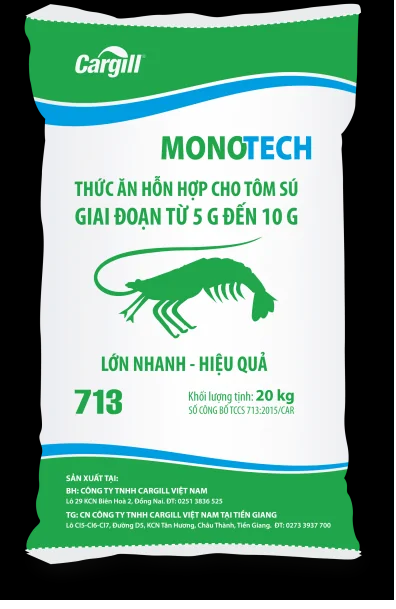 Cargill®
MONOTECH
THỨC ĂN HỖN HỢP CHO TÔM SÚ
GIAI ĐOẠN TỪ 5 G ĐẾN 10 G
LỚN NHANH - HIỆU QUẢ
713
Khối lượng tịnh: 20 kg
SỐ CÔNG BỐ TCCS 713:2015/CAR
SẢN XUẤT TẠI:
BH: CÔNG TY TNHH CARGILL VIỆT NAM
Lô 29 KCN Biên Hoà 2, Đồng Nai. ĐT: 0251 3836 525
TG: CN CÔNG TY TNHH CARGILL VIỆT NAM TẠI TIỀN GIANG
Lô CI5-CI6-CI7, Đường D5, KCN Tân Hương, Châu Thành, Tiền Giang. ĐT: 0273 3937 700